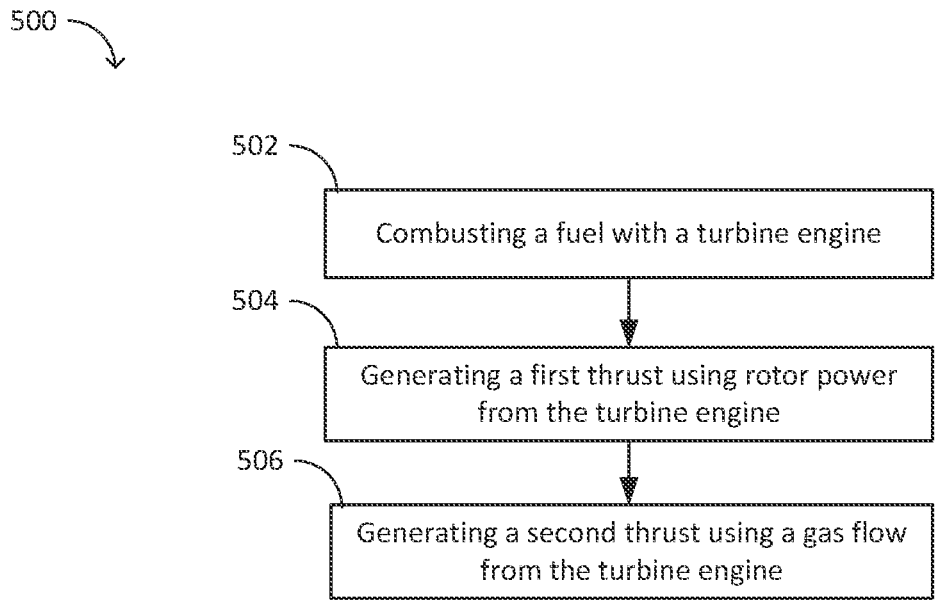 500
502
Combusting a fuel with a turbine engine
504
Generating a first thrust using rotor power
from the turbine engine
506
Generating a second thrust using a gas flow
from the turbine engine